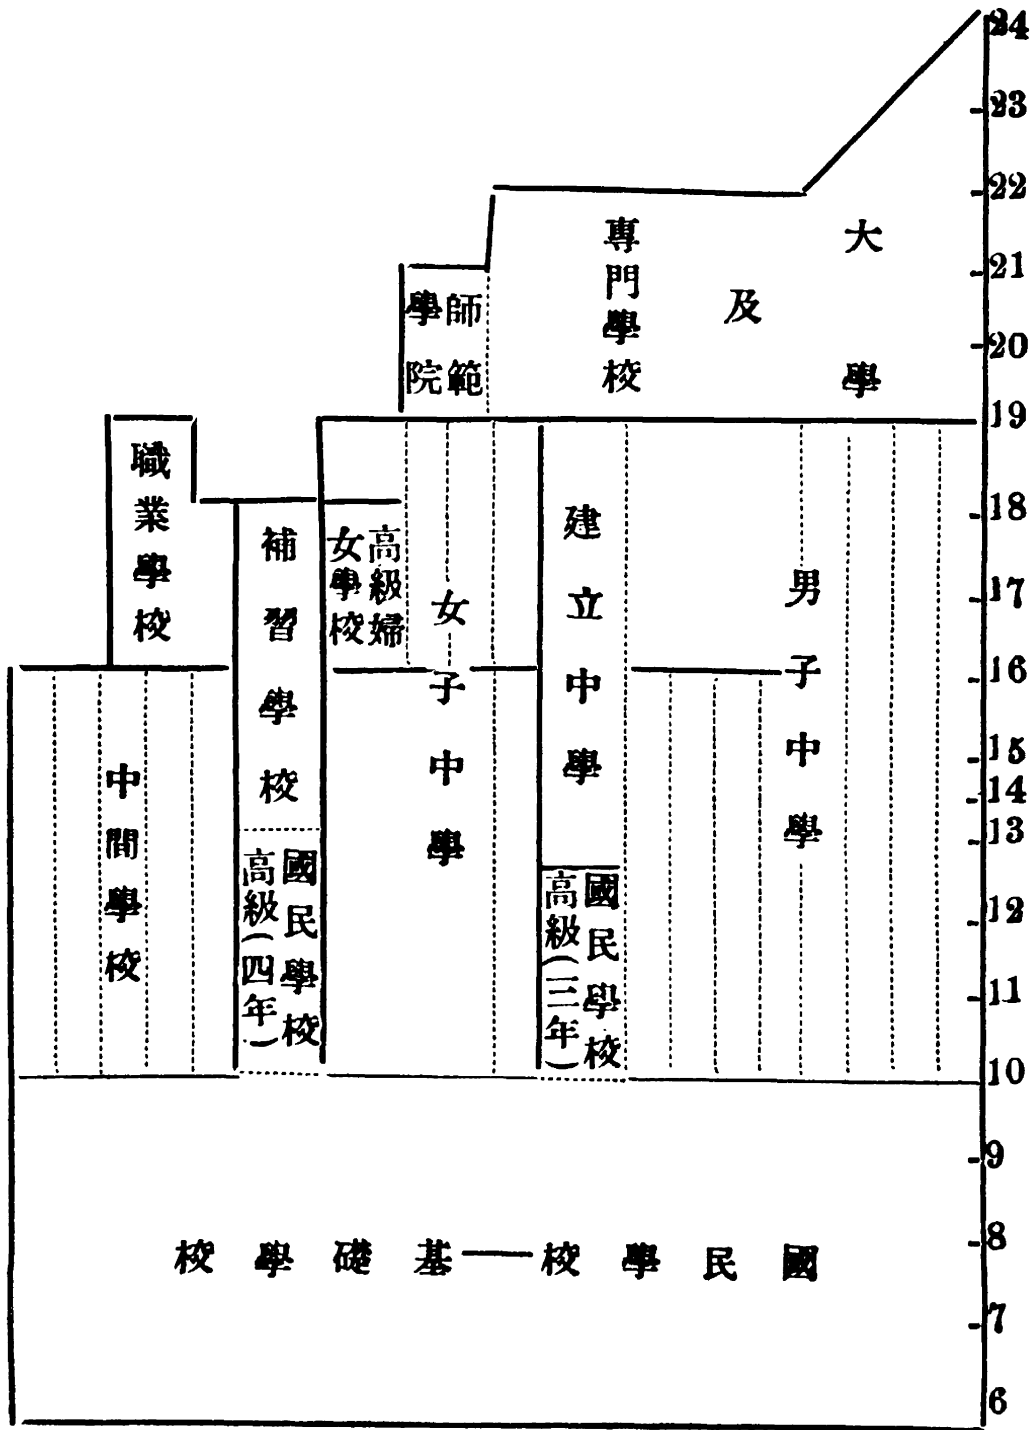 24
23
22
21
20
19
18
17
16
15
14
13
12
11
10
9
8
7
6
大學
及
專門學校
師範
學院
男子中學
建立中學
國民學校
高級(三年)
女子中學
高級婦
女學校
補習學校
國民學校
高級(四年)
職業學校
中間學校
國民學校—基礎學校